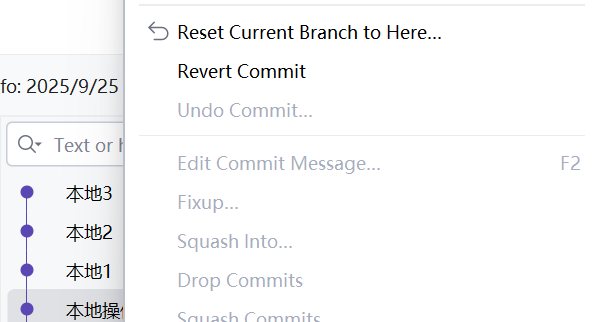 Reset Current Branch to Here...
Revert Commit
fo: 2025/9/25
Undo Commit...
Text or
Edit Commit Message... F2
本地3
Fixup...
本地2
Squash Into...
本地1
Drop Commits
本地操
Squash Commits